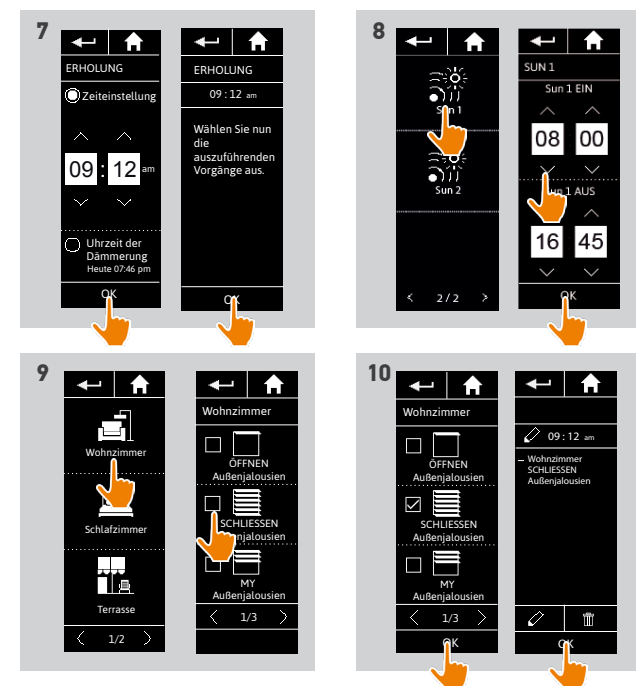 7
ERHOLUNG
Zeiteinstellung
09 : 12 am
Uhrzeit der
Dämmerung
Heute 07:46 pm
OK
ERHOLUNG
09 : 12 am
Wählen Sie nun
die
auszuführenden
Vorgänge aus.
OK
8
Sun 1
Sun 2
< 2 / 2 >
SUN 1
Sun 1 EIN
08 00
Sun 1 AUS
16 45
OK
9
Wohnzimmer
Schlafzimmer
Terrasse
< 1/2 >
Wohnzimmer
ÖFFNEN
Außenjalousien
SCHLIESSEN
Außenjalousien
MY
Außenjalousien
< 1/3 >
10
Wohnzimmer
ÖFFNEN
Außenjalousien
SCHLIESSEN
Außenjalousien
MY
Außenjalousien
< 1/3 >
OK
09 : 12 am
– Wohnzimmer
SCHLIESSEN
Außenjalousien
OK